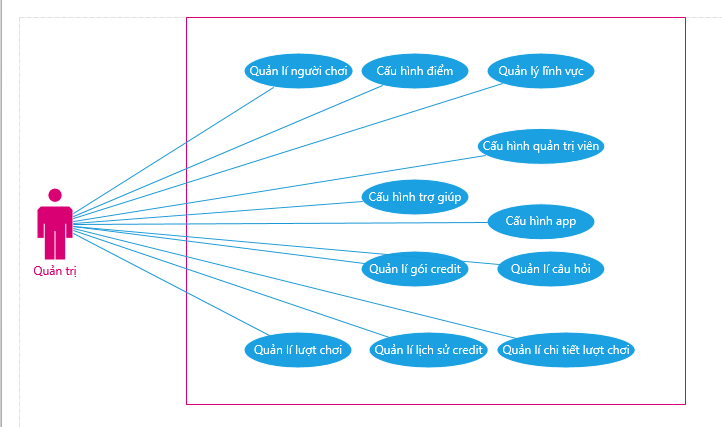 Quản lí người chơi
Cấu hình điểm
Quản lý lĩnh vực
Cấu hình quản trị viên
Cấu hình trợ giúp
Cấu hình app
Quản trị
Quản lí gói credit
Quản lí câu hỏi
Quản lí lượt chơi
Quản lí lịch sử credit
Quản lí chi tiết lượt chơi